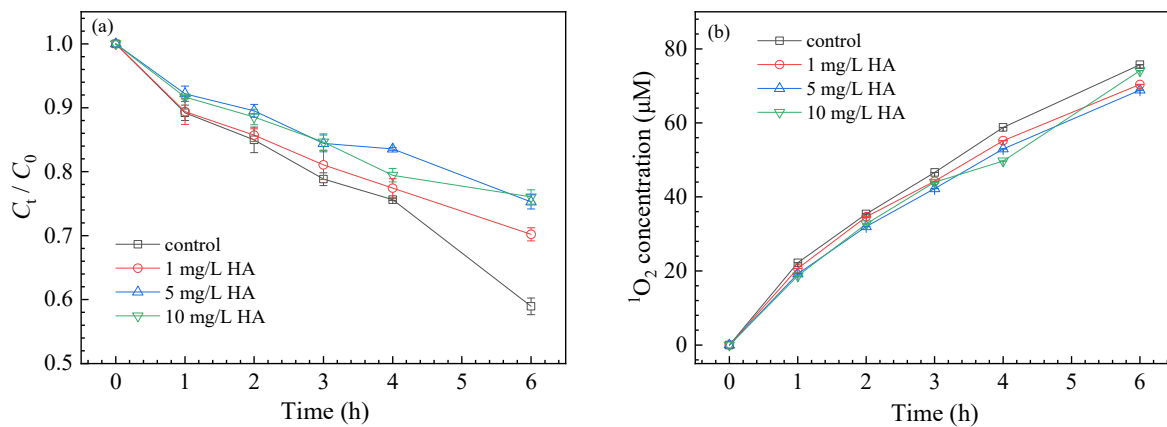 (a)
1.0
0.9
0.8
0.7
0.6
0.5
Ct / C0
control
1 mg/L HA
5 mg/L HA
10 mg/L HA
0 1 2 3 4 5 6
Time (h)
(b)
80
60
40
20
0
¹O₂ concentration (μM)
control
1 mg/L HA
5 mg/L HA
10 mg/L HA
0 1 2 3 4 5 6
Time (h)